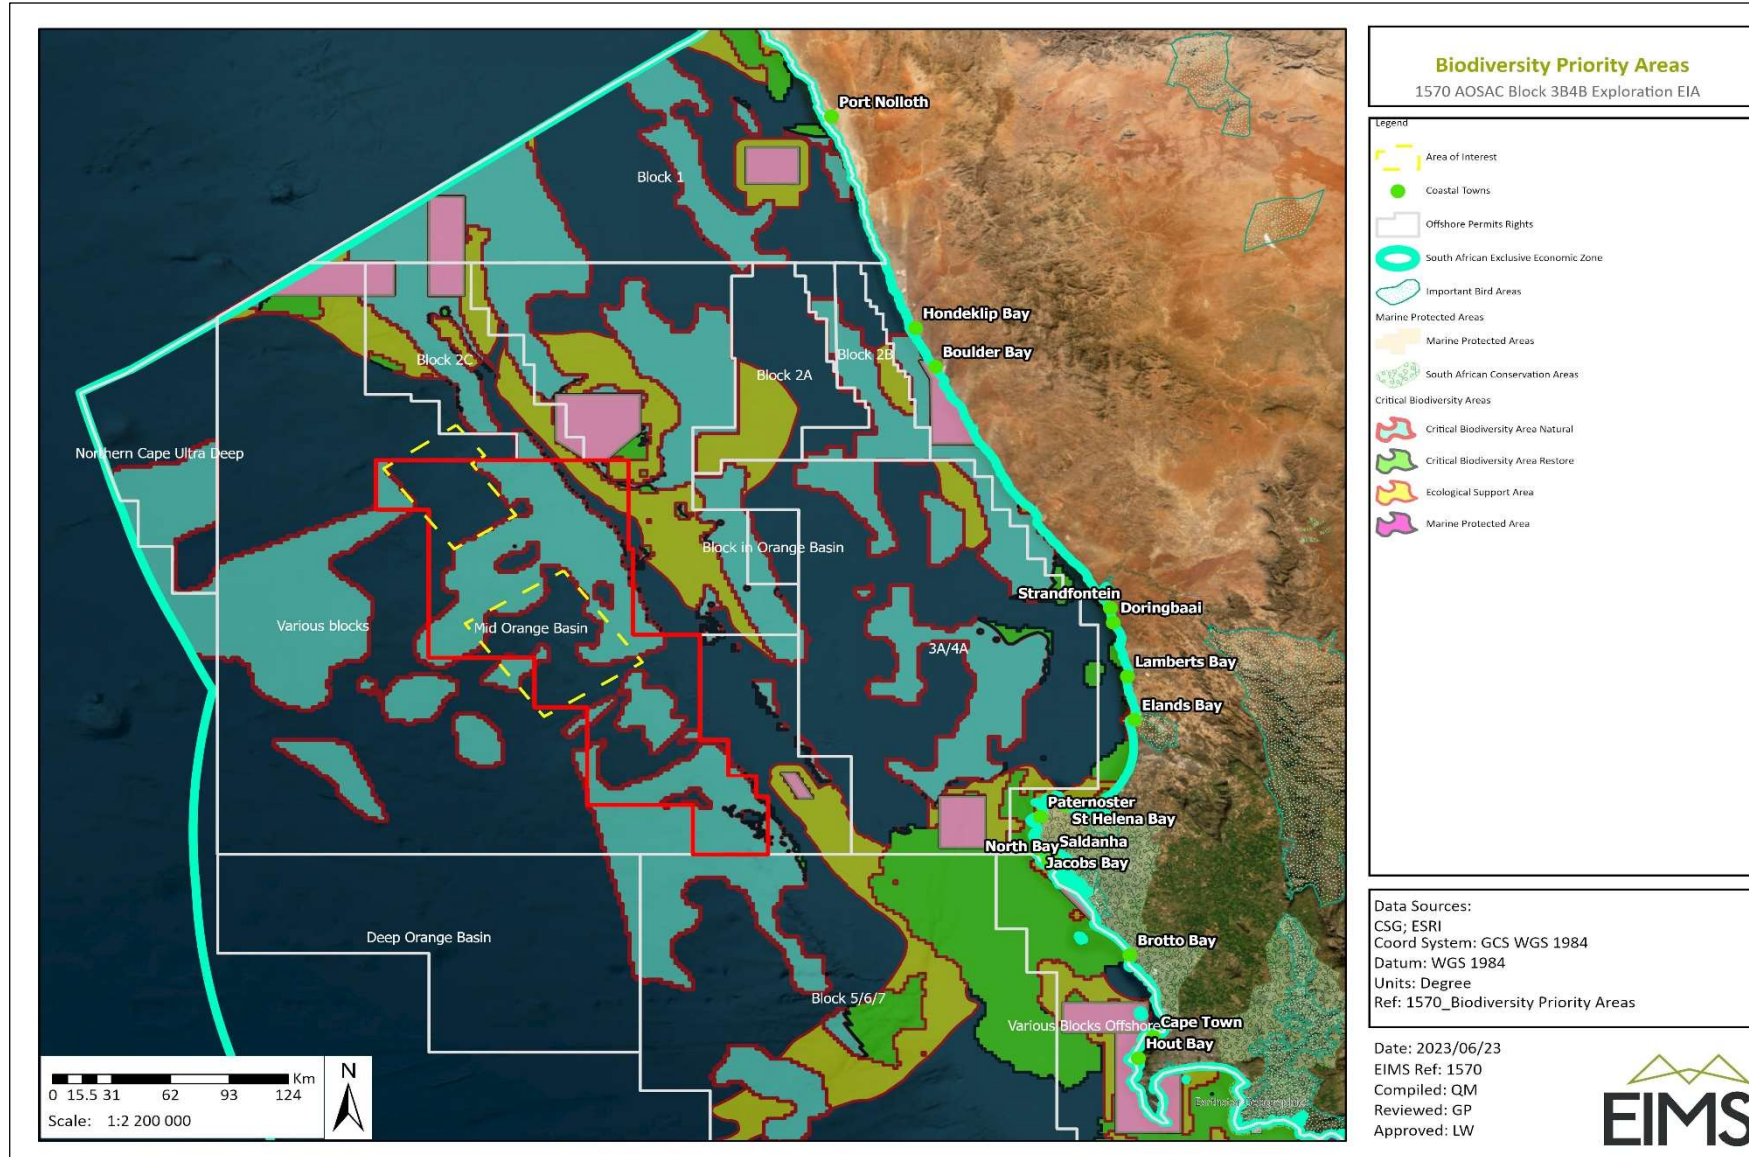 Biodiversity Priority Areas
1570 AOSAC Block 3B4B Exploration EIA
Legend
Area of Interest
Coastal Towns
Offshore Permits Rights
South African Exclusive Economic Zone
Important Bird Areas
Marine Protected Areas
Marine Protected Areas
South African Conservation Areas
Critical Biodiversity Areas
Critical Biodiversity Area Natural
Critical Biodiversity Area Restore
Ecological Support Area
Marine Protected Area
Data Sources:
CSG; ESRI
Coord System: GCS WGS 1984
Datum: WGS 1984
Units: Degree
Ref: 1570_Biodiversity Priority Areas
Date: 2023/06/23
EIMS Ref: 1570
Compiled: QM
Reviewed: GP
Approved: LW
EIMS
Port Nolloth
Block 1
Hondeklip Bay
Block 2C
Block 2B
Boulder Bay
Block 2A
Northern Cape Ultra Deep
Block in Orange Basin
Strandfontein
Doringbaai
Various blocks
Mid Orange Basin
3A/4A
Lamberts Bay
Elands Bay
Paternoster
St Helena Bay
North Bay
Saldanha
Jacobs Bay
Deep Orange Basin
Brotto Bay
Block 5/6/7
Various Blocks Offshore
Cape Town
Hout Bay
N
Km
0 15.5 31 62 93 124
Scale: 1:2 200 000